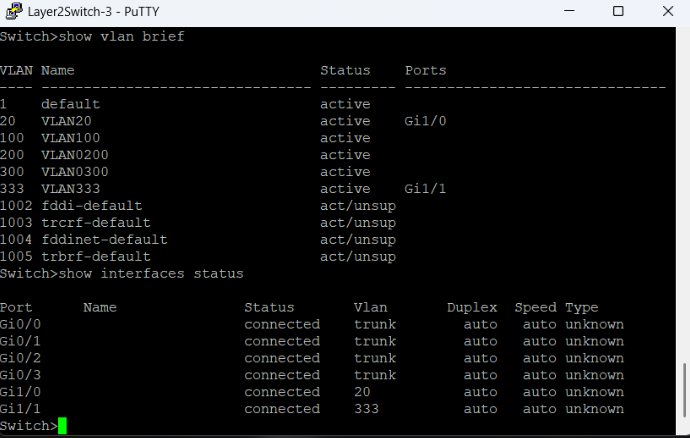 Layer2Switch-3 - PuTTY
Switch>show vlan brief
VLAN Name                             Status    Ports
---- -------------------------------- --------- -------------------------------
1    default                          active
20   VLAN20                           active    Gi1/0
100  VLAN100                          active
200  VLAN0200                         active
300  VLAN0300                         active
333  VLAN333                          active    Gi1/1
1002 fddi-default                     act/unsup
1003 trcrf-default                    act/unsup
1004 fddinet-default                  act/unsup
1005 trbrf-default                    act/unsup
Switch>show interfaces status
Port      Name               Status       Vlan       Duplex  Speed Type
Gi0/0                        connected    trunk        auto   auto unknown
Gi0/1                        connected    trunk        auto   auto unknown
Gi0/2                        connected    trunk        auto   auto unknown
Gi0/3                        connected    trunk        auto   auto unknown
Gi1/0                        connected    20           auto   auto unknown
Gi1/1                        connected    333          auto   auto unknown
Switch>